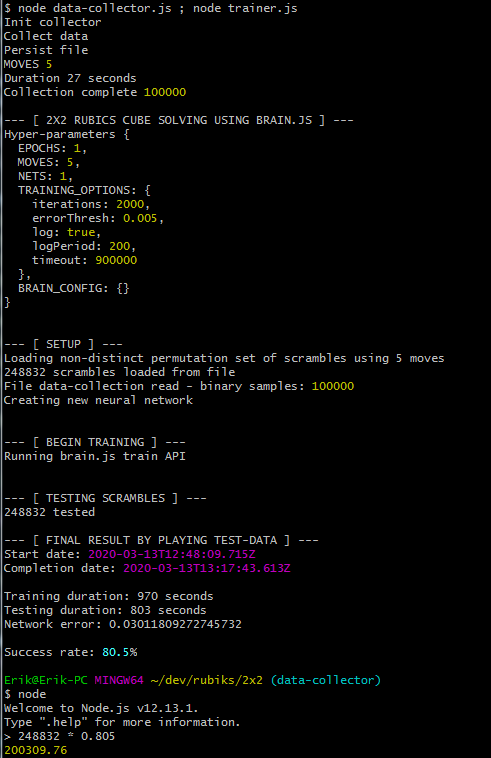 $ node data-collector.js ; node trainer.js
Init collector
Collect data
Persist file
MOVES 5
Duration 27 seconds
Collection complete 100000
--- [ 2X2 RUBICS CUBE SOLVING USING BRAIN.JS ] ---
Hyper-parameters {
  EPOCHS: 1,
  MOVES: 5,
  NETS: 1,
  TRAINING_OPTIONS: {
    iterations: 2000,
    errorThresh: 0.005,
    log: true,
    logPeriod: 200,
    timeout: 900000
  },
  BRAIN_CONFIG: {}
}
--- [ SETUP ] ---
Loading non-distinct permutation set of scrambles using 5 moves
248832 scrambles loaded from file
File data-collection read - binary samples: 100000
Creating new neural network
--- [ BEGIN TRAINING ] ---
Running brain.js train API
--- [ TESTING SCRAMBLES ] ---
248832 tested
--- [ FINAL RESULT BY PLAYING TEST-DATA ] ---
Start date: 2020-03-13T12:48:09.715Z
Completion date: 2020-03-13T13:17:43.613Z
Training duration: 970 seconds
Testing duration: 803 seconds
Network error: 0.03011809272745732
Success rate: 80.5%
Erik@Erik-PC MINGW64 ~/dev/rubiks/2x2 (data-collector)
$ node
Welcome to Node.js v12.13.1.
Type ".help" for more information.
> 248832 * 0.805
200309.76